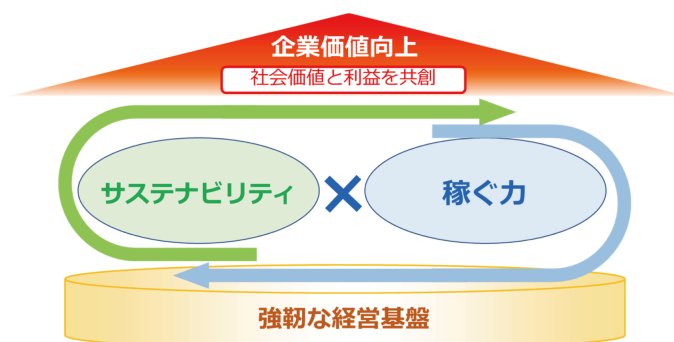 企業価値向上
社会価値と利益を共創
サステナビリティ
×
稼ぐ力
強靭な経営基盤